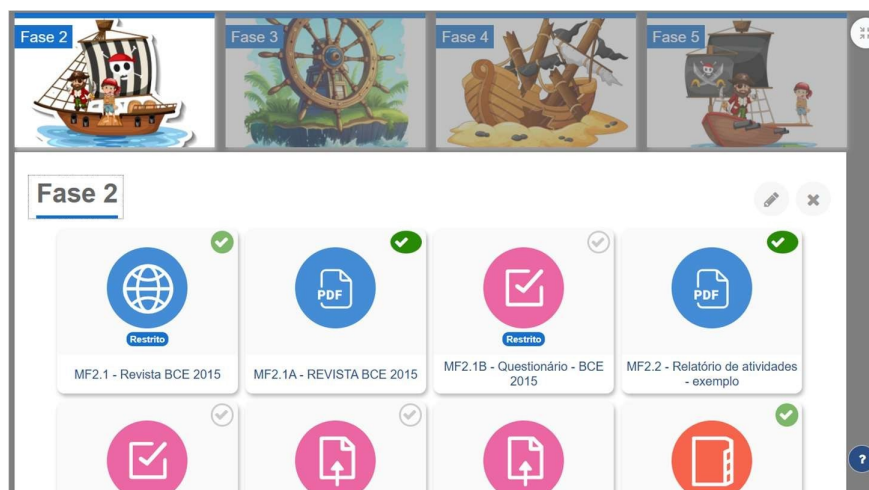 Fase 2
Fase 3
Fase 4
Fase 5
Fase 2
PDF
PDF
Restrito
Restrito
MF2.1 - Revista BCE 2015
MF2.1A - REVISTA BCE 2015
MF2.1B - Questionário - BCE
2015
MF2.2 - Relatório de atividades
- exemplo
?